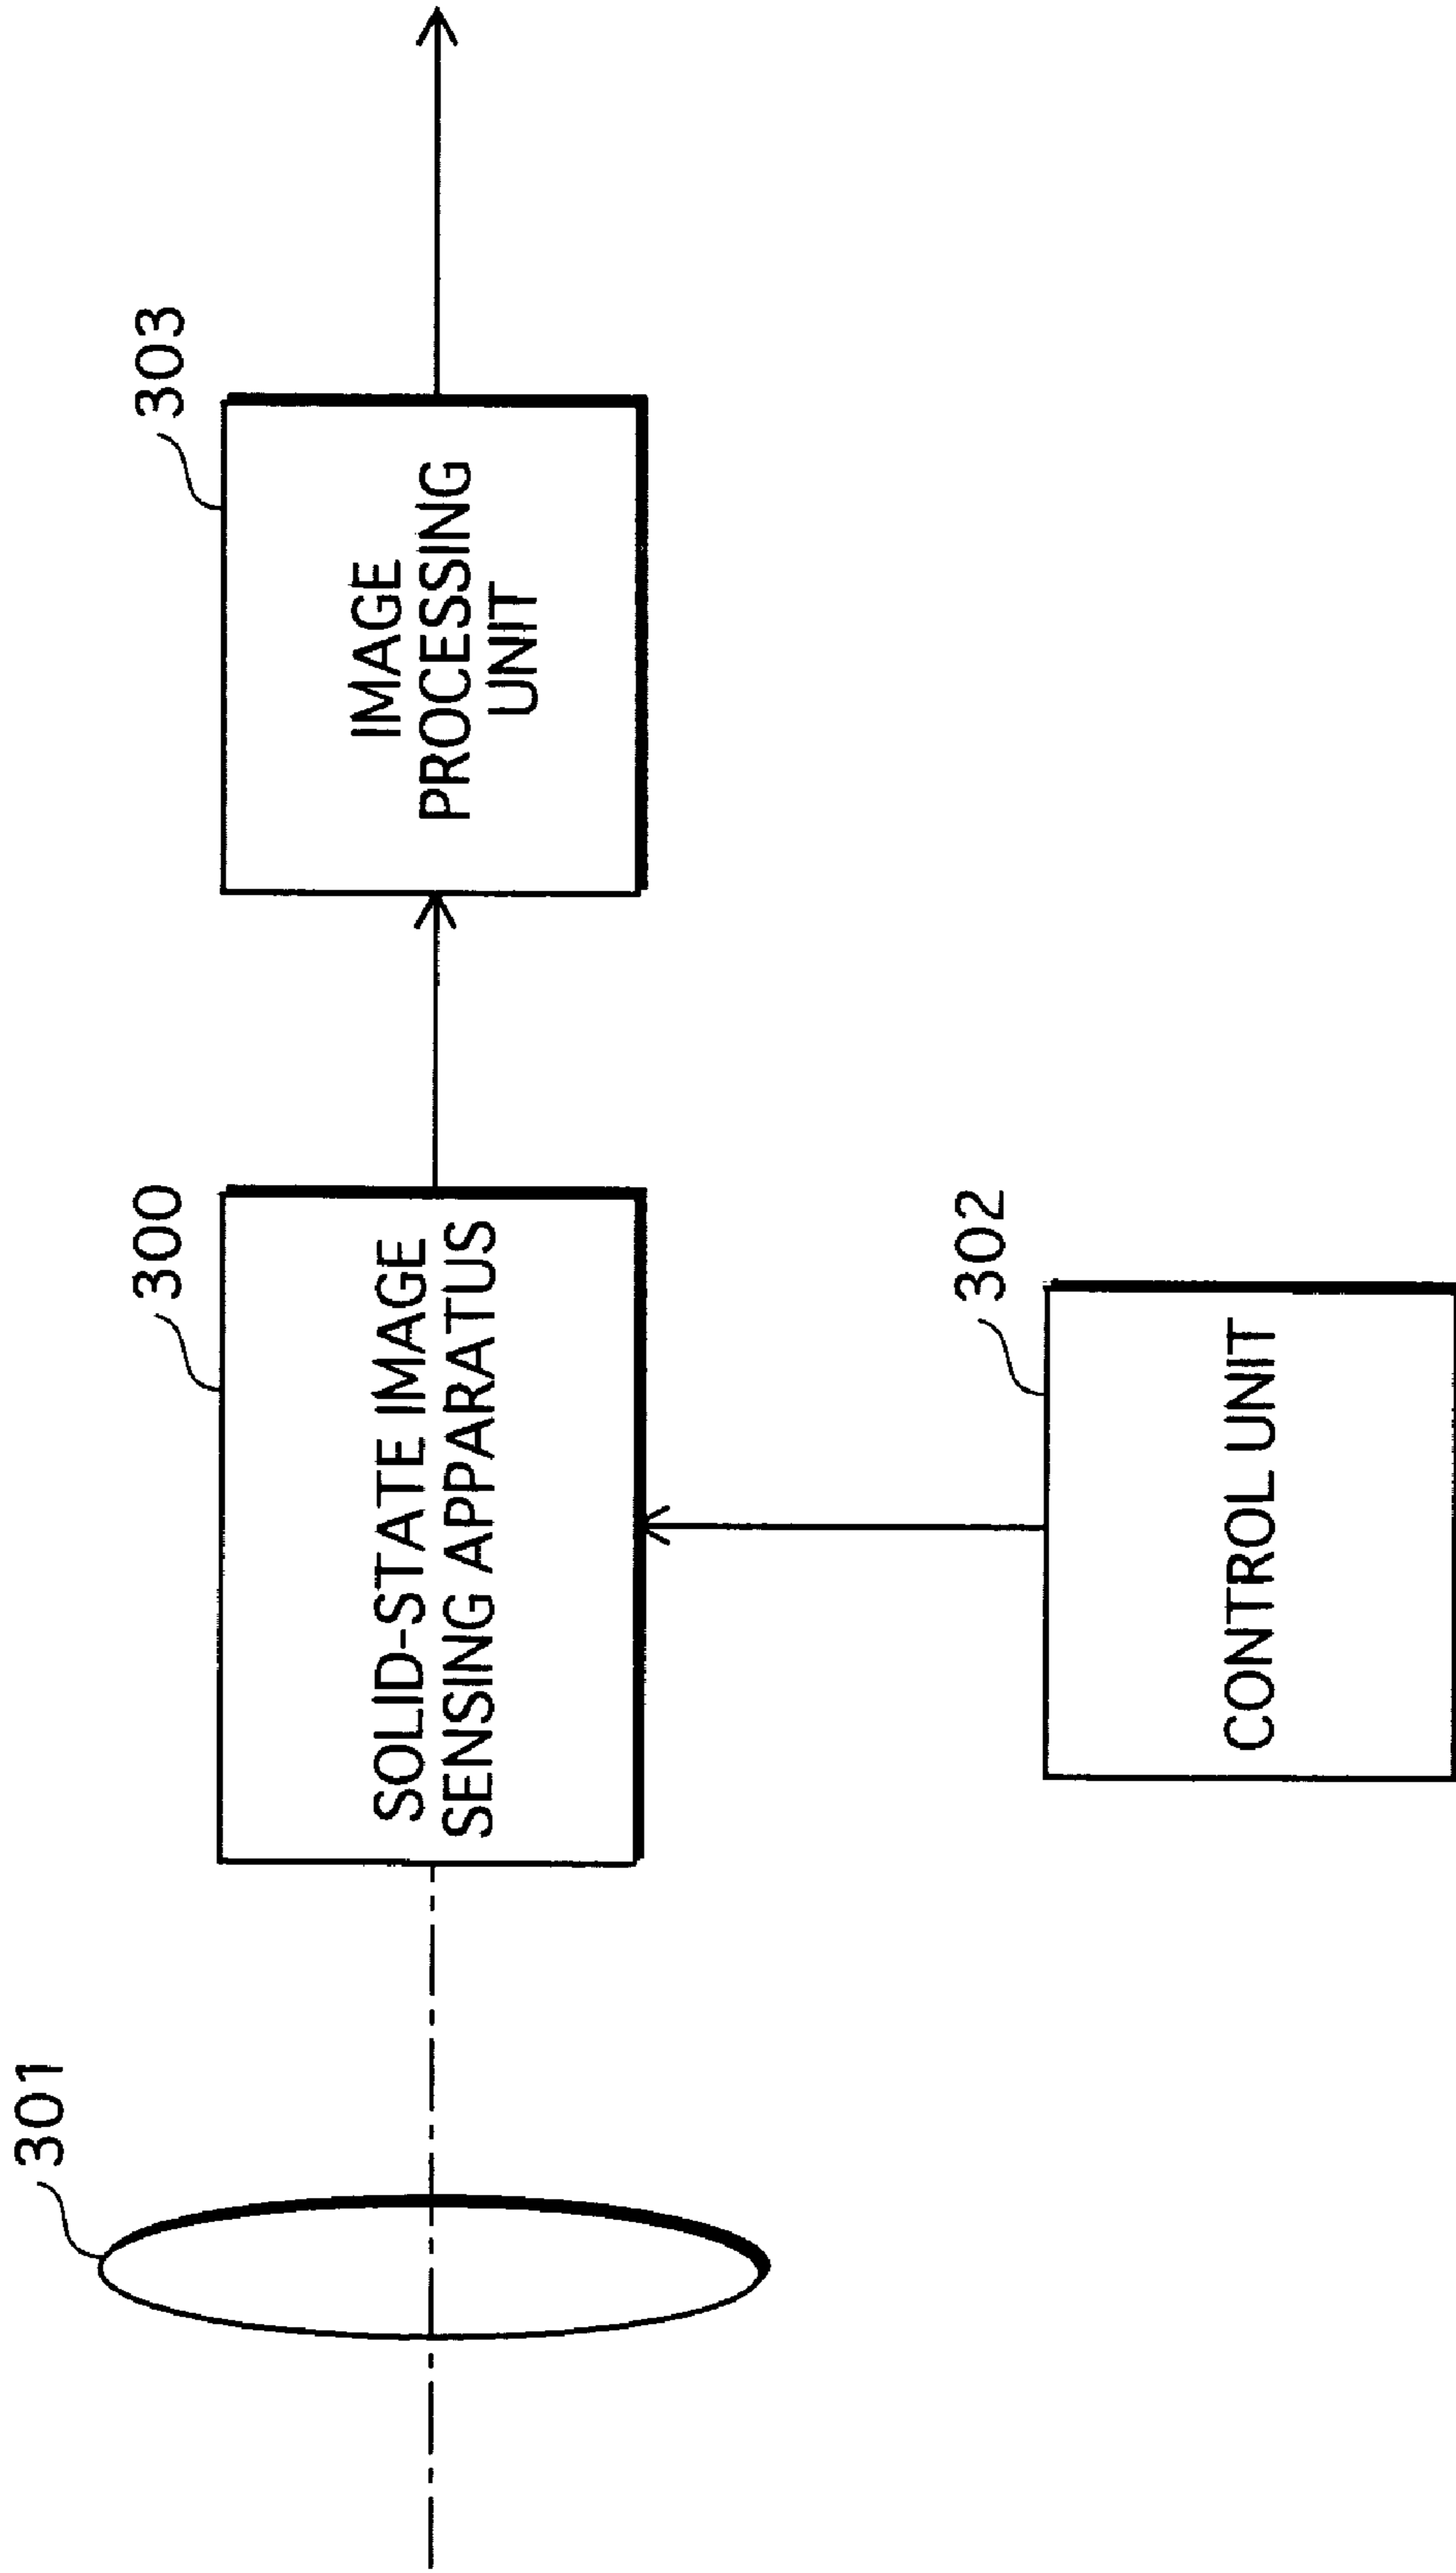 301
300
SOLID-STATE IMAGE
SENSING APPARATUS
303
IMAGE
PROCESSING
UNIT
302
CONTROL UNIT